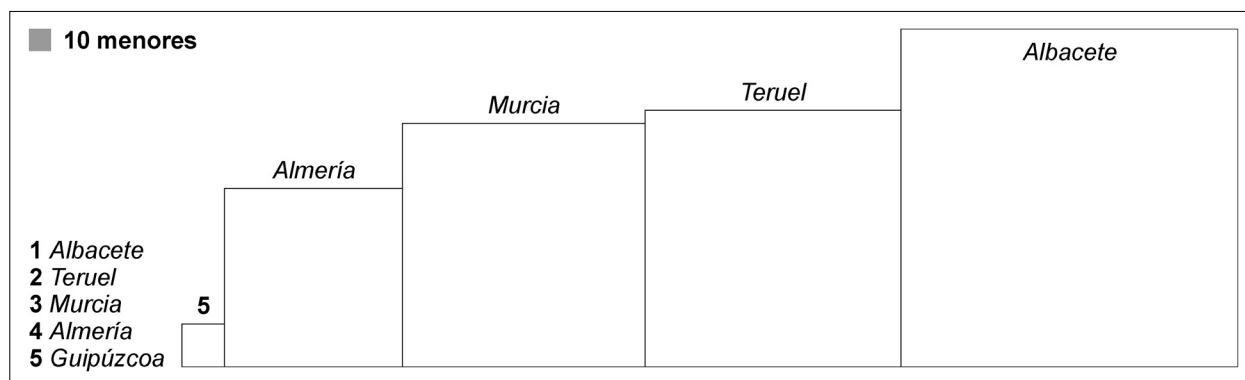 10 menores
Albacete
Teruel
Murcia
Almería
1 Albacete
2 Teruel
3 Murcia
4 Almería
5 Guipúzcoa
5